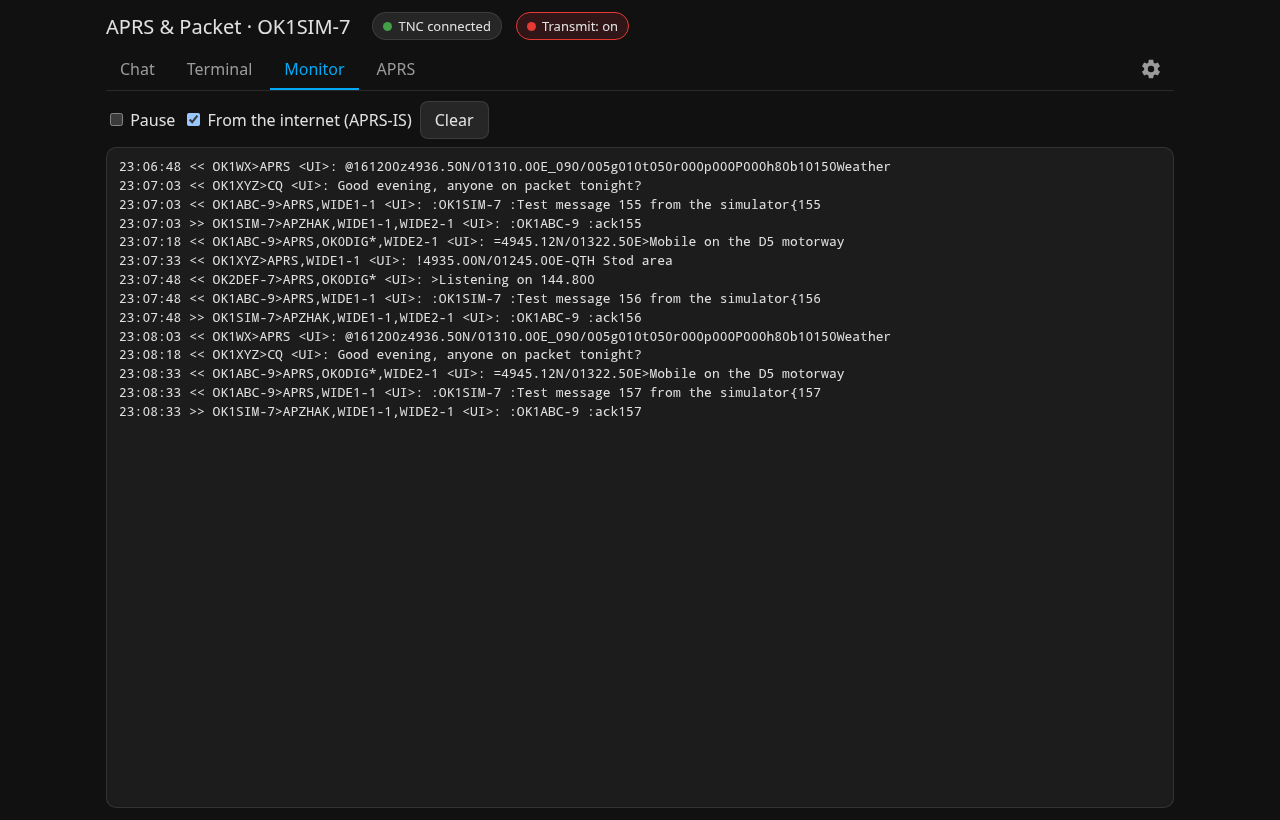 APRS & Packet · OK1SIM-7
TNC connected
Transmit: on
Chat
Terminal
Monitor
APRS
Pause
From the internet (APRS-IS)
Clear
23:06:48 << OK1WX>APRS <UI>: @161200z4936.50N/01310.00E_090/005g010t050r000p000P000h80b10150Weather
23:07:03 << OK1XYZ>CQ <UI>: Good evening, anyone on packet tonight?
23:07:03 << OK1ABC-9>APRS,WIDE1-1 <UI>: :OK1SIM-7 :Test message 155 from the simulator{155
23:07:03 >> OK1SIM-7>APZHAK,WIDE1-1,WIDE2-1 <UI>: :OK1ABC-9 :ack155
23:07:18 << OK1ABC-9>APRS,OK0DIG*,WIDE2-1 <UI>: =4945.12N/01322.50E>Mobile on the D5 motorway
23:07:33 << OK1XYZ>APRS,WIDE1-1 <UI>: !4935.00N/01245.00E-QTH Stod area
23:07:48 << OK2DEF-7>APRS,OK0DIG* <UI>: >Listening on 144.800
23:07:48 << OK1ABC-9>APRS,WIDE1-1 <UI>: :OK1SIM-7 :Test message 156 from the simulator{156
23:07:48 >> OK1SIM-7>APZHAK,WIDE1-1,WIDE2-1 <UI>: :OK1ABC-9 :ack156
23:08:03 << OK1WX>APRS <UI>: @161200z4936.50N/01310.00E_090/005g010t050r000p000P000h80b10150Weather
23:08:18 << OK1XYZ>CQ <UI>: Good evening, anyone on packet tonight?
23:08:33 << OK1ABC-9>APRS,OK0DIG*,WIDE2-1 <UI>: =4945.12N/01322.50E>Mobile on the D5 motorway
23:08:33 << OK1ABC-9>APRS,WIDE1-1 <UI>: :OK1SIM-7 :Test message 157 from the simulator{157
23:08:33 >> OK1SIM-7>APZHAK,WIDE1-1,WIDE2-1 <UI>: :OK1ABC-9 :ack157